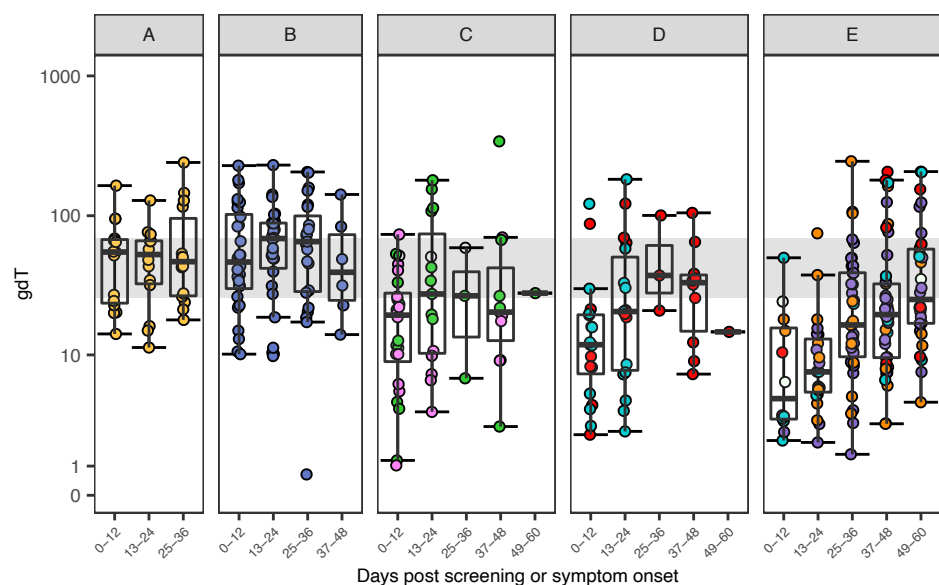 A B C D E
1000
100
10
1
0
gdT
0–12 13–24 25–36 0–12 13–24 25–36 37–48 0–12 13–24 25–36 37–48 49–60 0–12 13–24 25–36 37–48 49–60 0–12 13–24 25–36 37–48 49–60
Days post screening or symptom onset